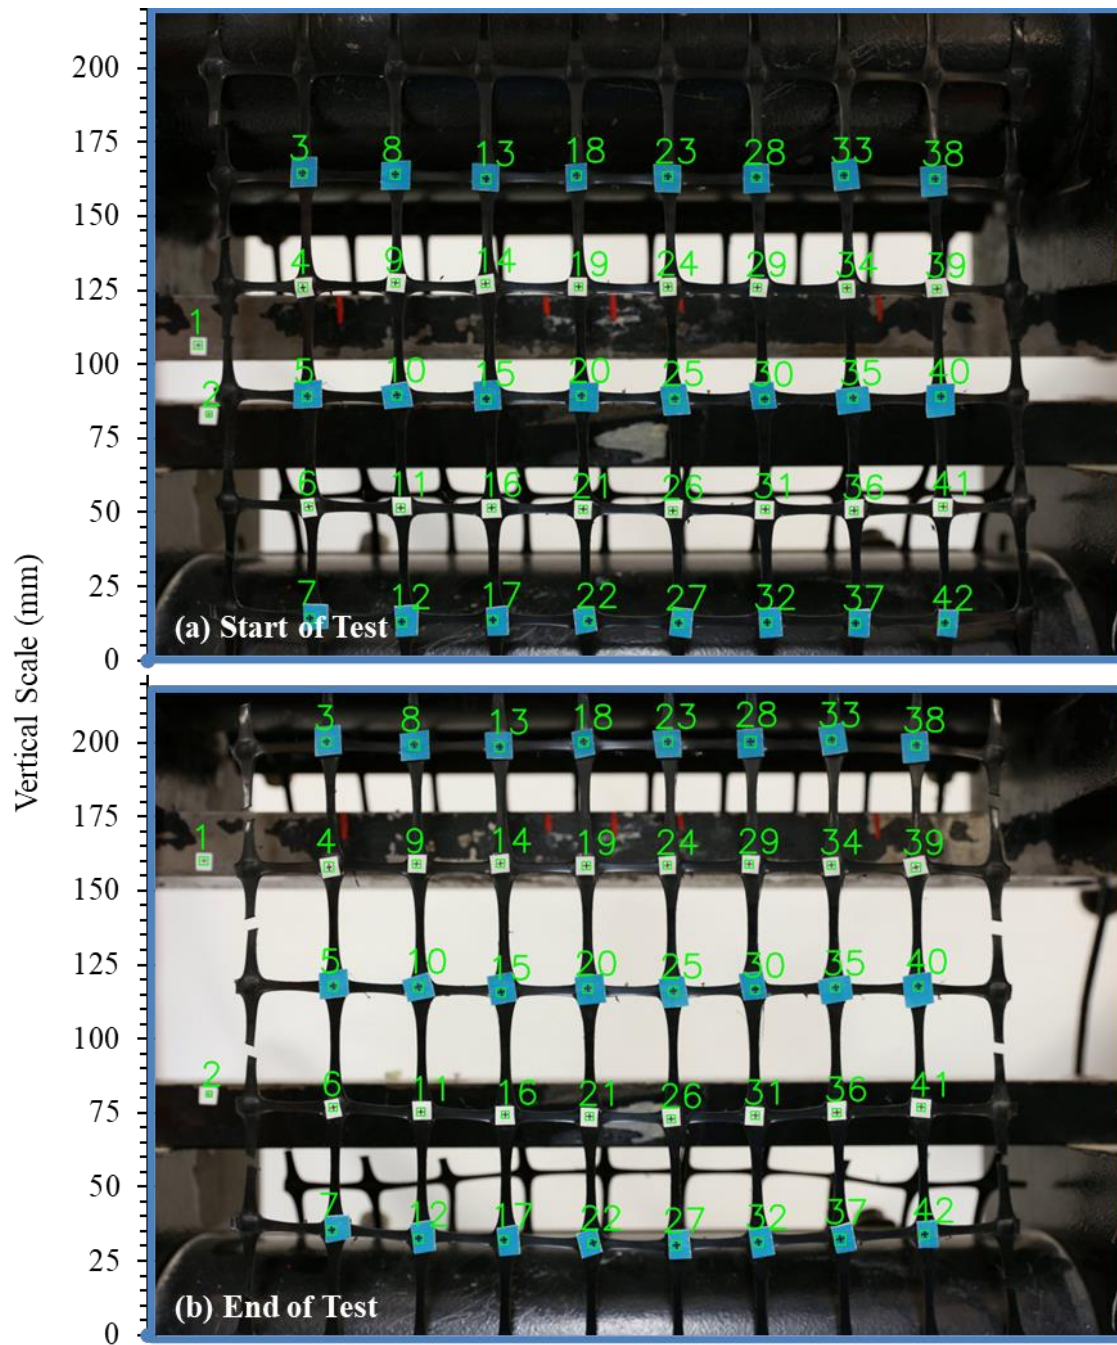 Vertical Scale (mm)
200
175
150
125
100
75
50
25
0
3 8 13 18 23 28 33 38
4 9 14 19 24 29 34 39
1
5 10 15 20 25 30 35 40
2
6 11 16 21 26 31 36 41
7 12 17 22 27 32 37 42
(a) Start of Test
200
175
150
125
100
75
50
25
0
3 8 13 18 23 28 33 38
1 4 9 14 19 24 29 34 39
5 10 15 20 25 30 35 40
2
6 11 16 21 26 31 36 41
7 12 17 22 27 32 37 42
(b) End of Test